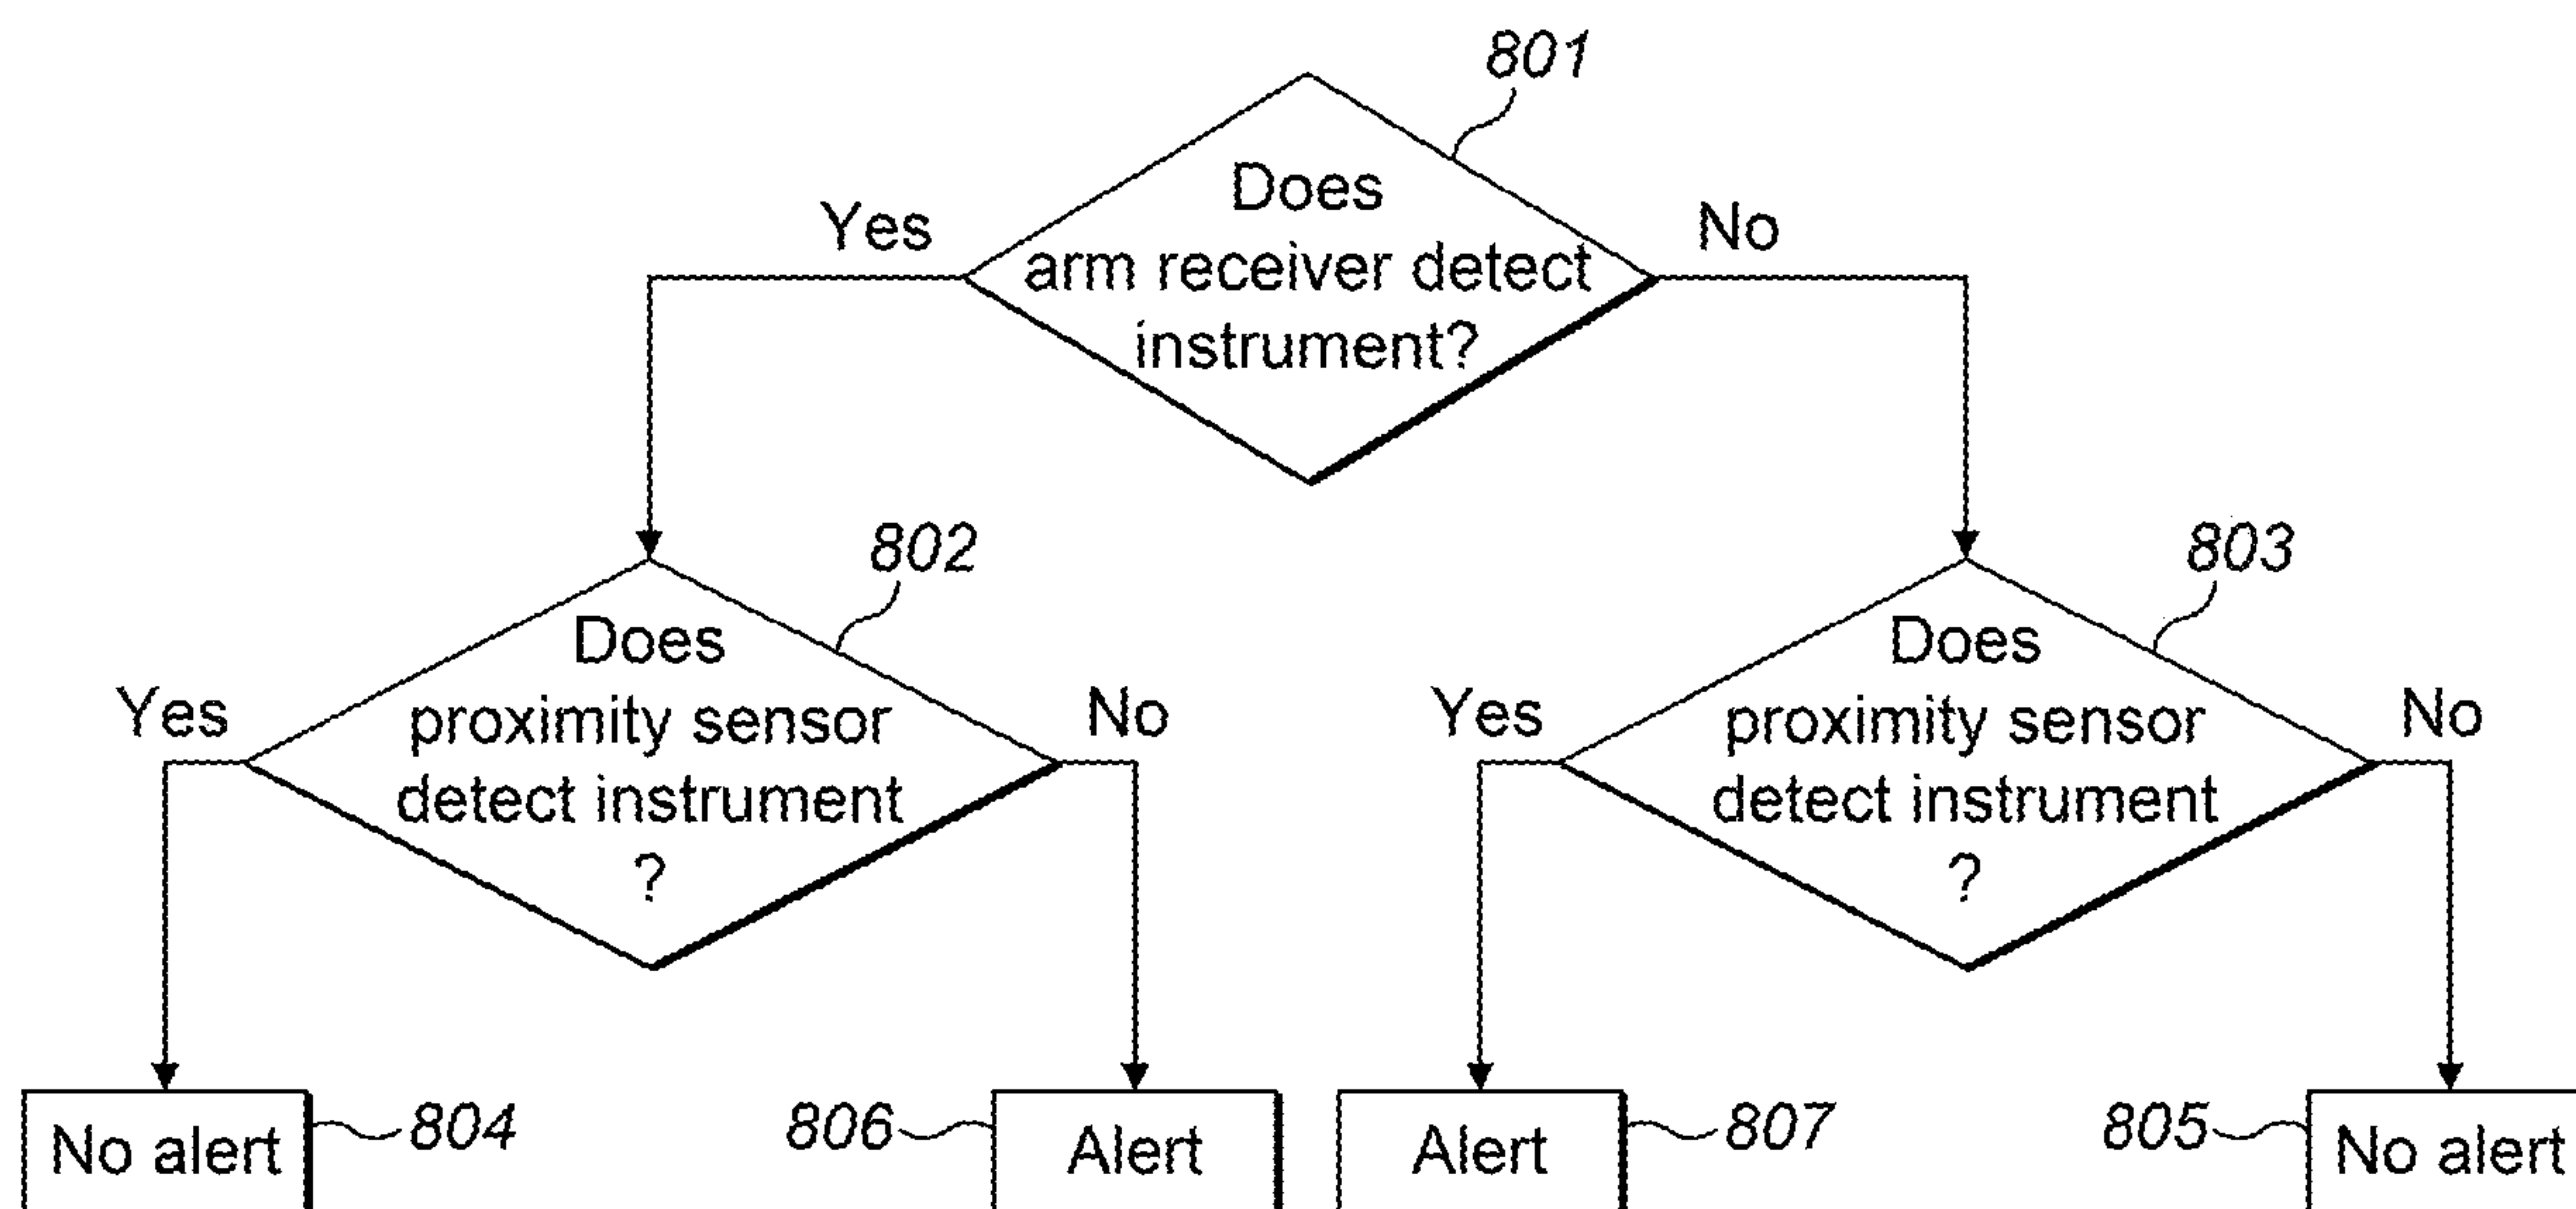 801
Does
arm receiver detect
instrument?
Yes
No
802
Does
proximity sensor
detect instrument
?
Yes
No
803
Does
proximity sensor
detect instrument
?
Yes
No
No alert
804
806
Alert
Alert
807
805
No alert